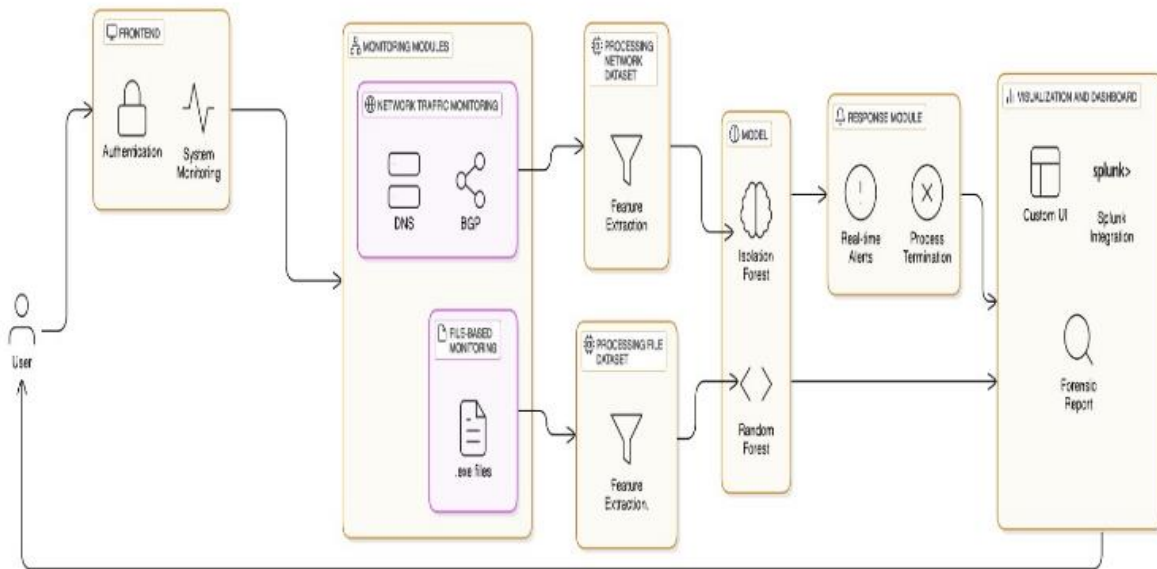 FRONTEND
Authentication
System
Monitoring
User
MONITORING MODULES
NETWORK TRAFFIC MONITORING
DNS
BGP
FILE-BASED
MONITORING
.exe files
PROCESSING
NETWORK
DATASET
Feature
Extraction
PROCESSING FILE
DATASET
Feature
Extraction.
MODEL
Isolation
Forest
Random
Forest
RESPONSE MODULE
Real-time
Alerts
Process
Termination
VISUALIZATION AND DASHBOARD
Custom UI
splunk>
Splunk
Integration
Forensic
Report